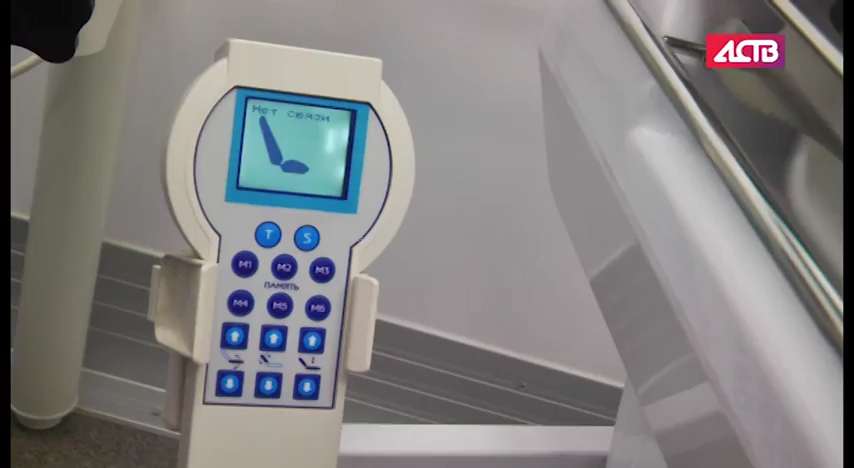 АСТВ
Нет связи
T S
M1 M2 M3
ПАМЯТЬ
M4 M5 M6